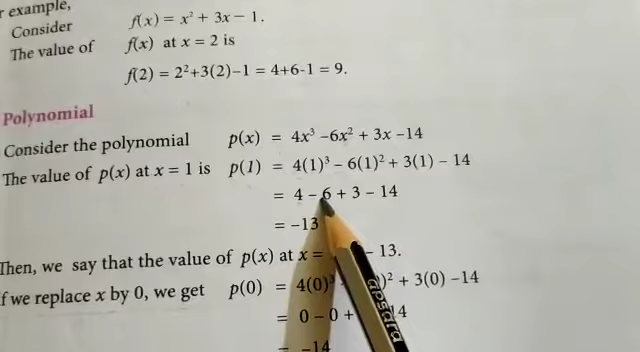 example,
Consider f(x) = x² + 3x − 1.
The value of f(x) at x = 2 is
f(2) = 2²+3(2)−1 = 4+6-1 = 9.
Polynomial
Consider the polynomial p(x) = 4x³ −6x² + 3x −14
The value of p(x) at x = 1 is p(1) = 4(1)³ − 6(1)² + 3(1) − 14
= 4 − 6 + 3 − 14
= −13
Then, we say that the value of p(x) at x = − 13.
If we replace x by 0, we get p(0) = 4(0)³ )² + 3(0) −14
= 0 − 0 + 14
= −14
apsara